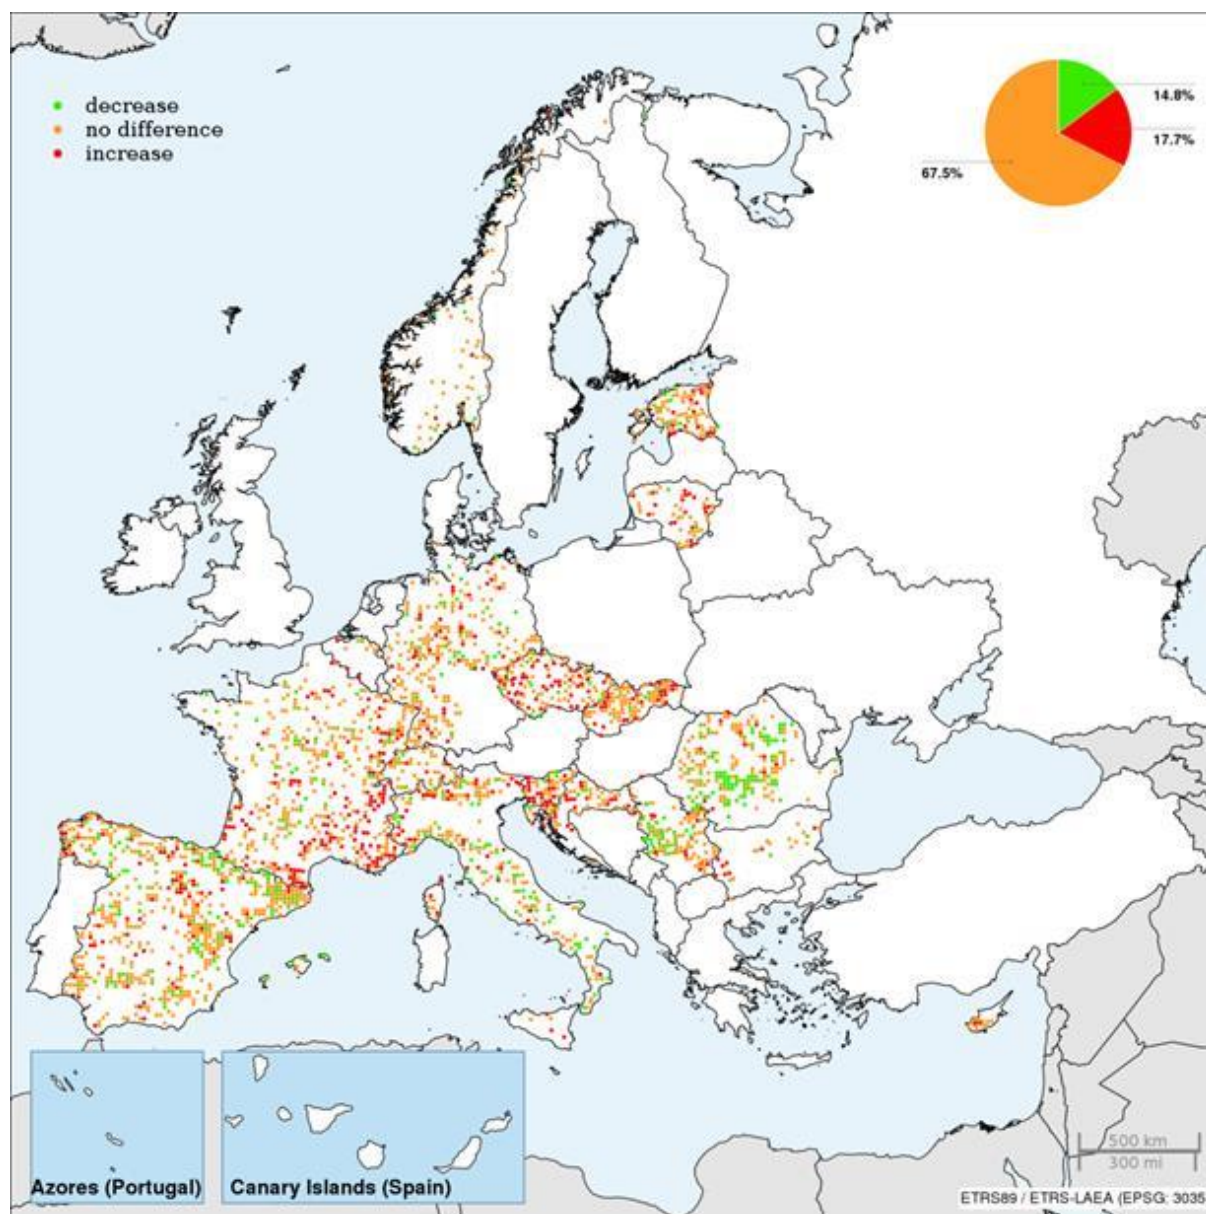 decrease
no difference
increase
14.8%
17.7%
67.5%
Azores (Portugal)
Canary Islands (Spain)
500 km
300 mi
ETRS89 / ETRS-LAEA (EPSG: 3035